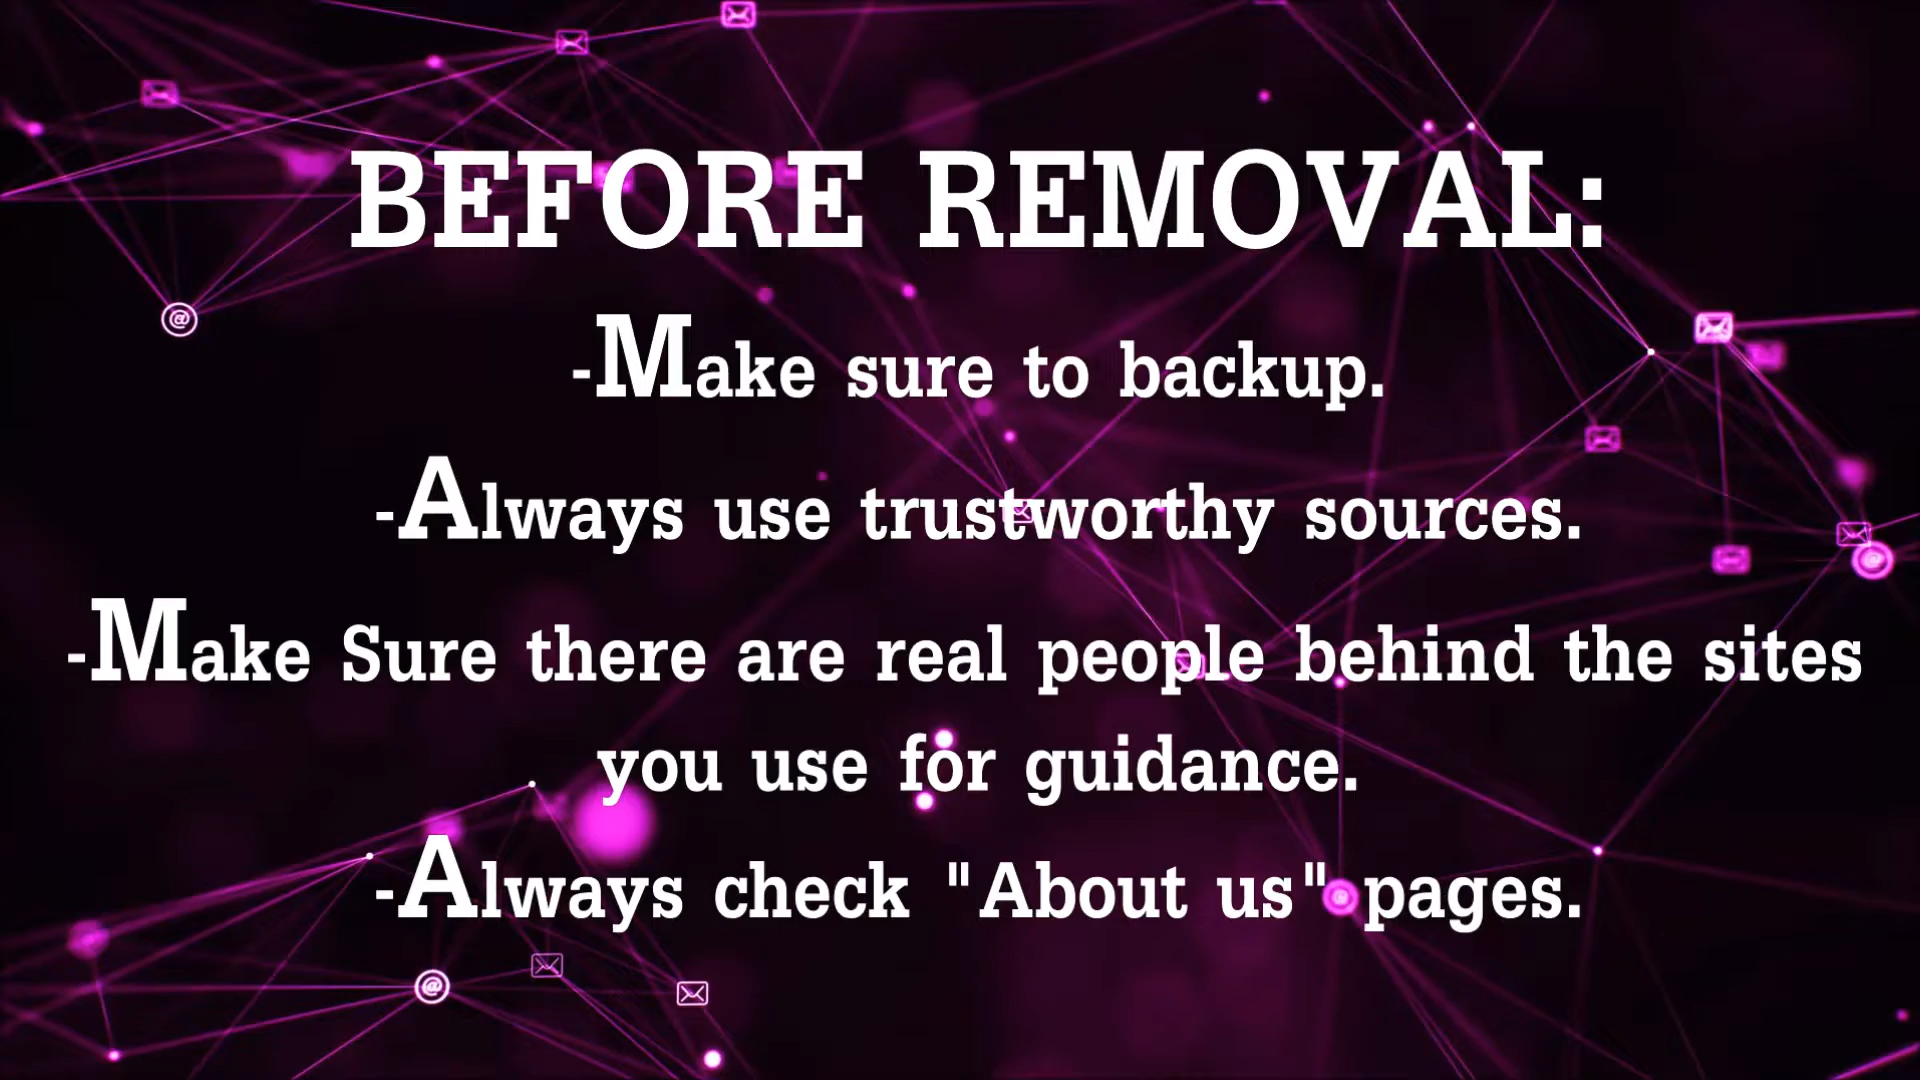 BEFORE REMOVAL:
-Make sure to backup.
-Always use trustworthy sources.
-Make Sure there are real people behind the sites
you use for guidance.
-Always check "About us" pages.